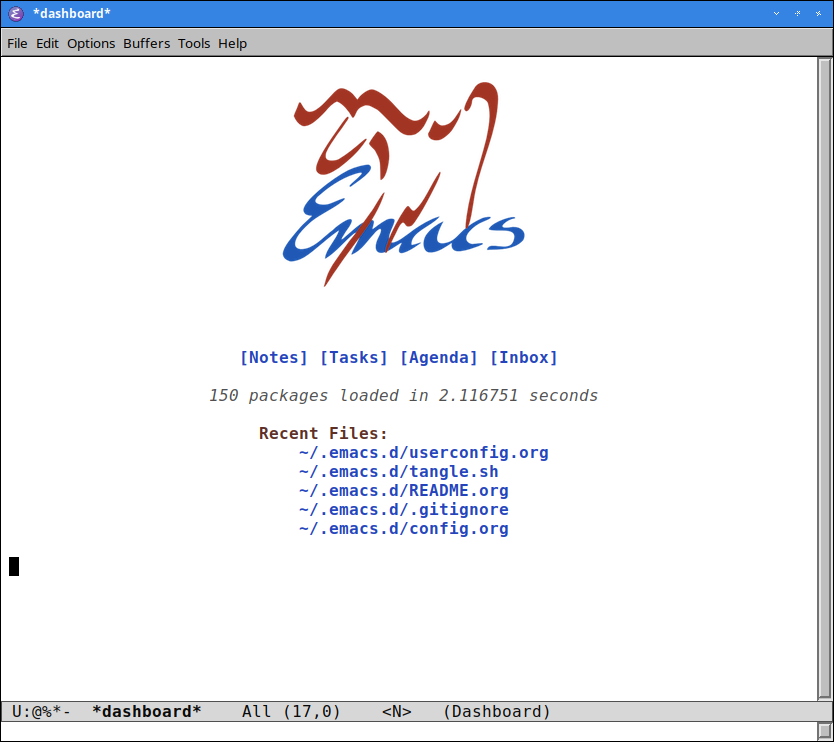 *dashboard*
File Edit Options Buffers Tools Help
Emacs
[Notes] [Tasks] [Agenda] [Inbox]
150 packages loaded in 2.116751 seconds
Recent Files:
~/.emacs.d/userconfig.org
~/.emacs.d/tangle.sh
~/.emacs.d/README.org
~/.emacs.d/.gitignore
~/.emacs.d/config.org
U:@%*- *dashboard* All (17,0) <N> (Dashboard)